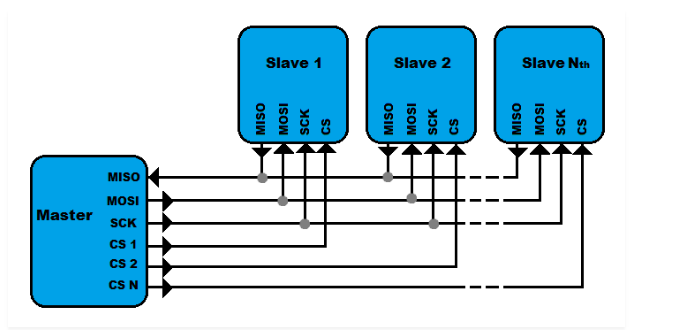 Slave 1
MISO
MOSI
SCK
CS
Slave 2
MISO
MOSI
SCK
CS
Slave Nth
MISO
MOSI
SCK
CS
Master
MISO
MOSI
SCK
CS 1
CS 2
CS N